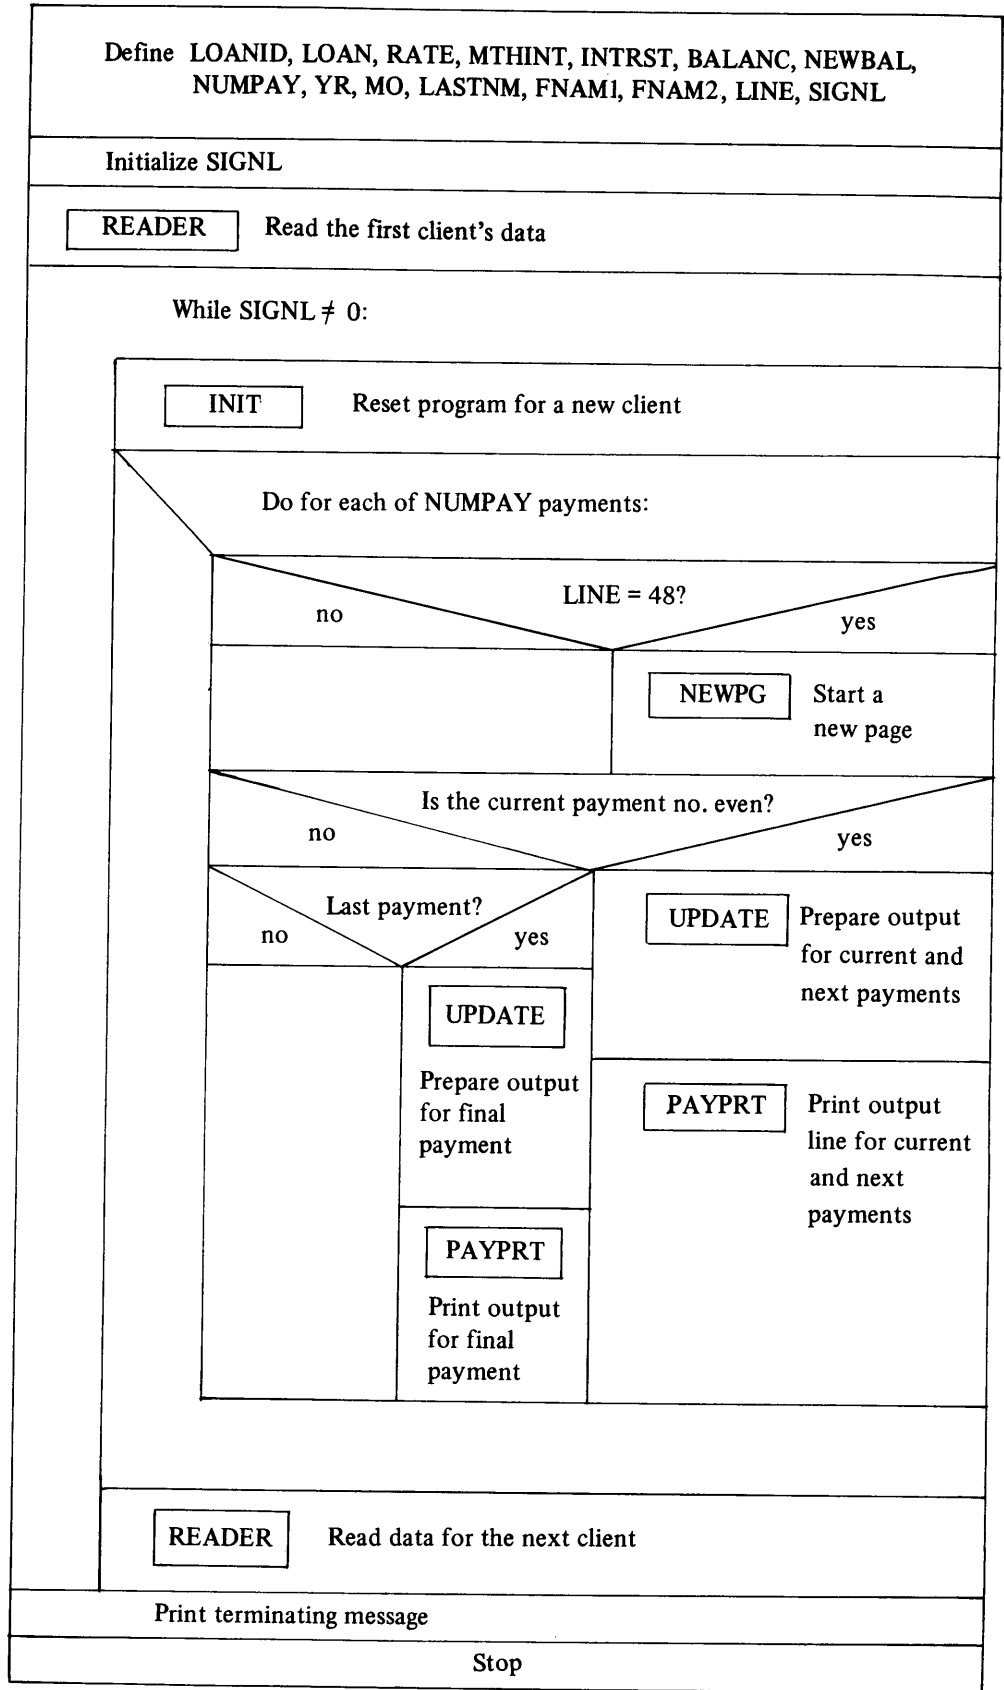 Define LOANID, LOAN, RATE, MTHINT, INTRST, BALANC, NEWBAL,
NUMPAY, YR, MO, LASTNM, FNAM1, FNAM2, LINE, SIGNL
Initialize SIGNL
READER Read the first client's data
While SIGNL ≠ 0:
INIT Reset program for a new client
Do for each of NUMPAY payments:
LINE = 48?
no yes
NEWPG Start a
new page
Is the current payment no. even?
no yes
Last payment?
no yes
UPDATE Prepare output
for current and
next payments
UPDATE
Prepare output
for final
payment
PAYPRT Print output
line for current
and next
payments
PAYPRT
Print output
for final
payment
READER Read data for the next client
Print terminating message
Stop